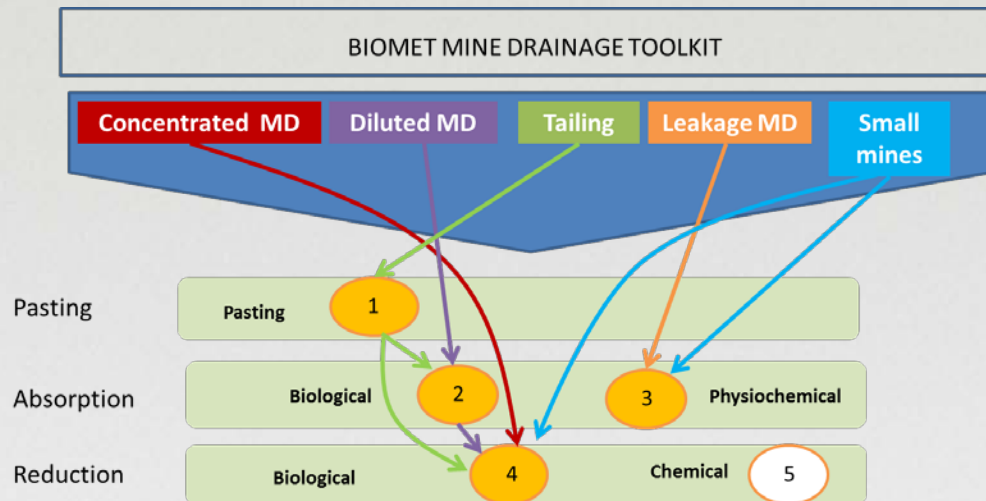 BIOMET MINE DRAINAGE TOOLKIT
Concentrated MD
Diluted MD
Tailing
Leakage MD
Small
mines
Pasting
Pasting
1
Absorption
Biological
2
3
Physiochemical
Reduction
Biological
4
Chemical
5